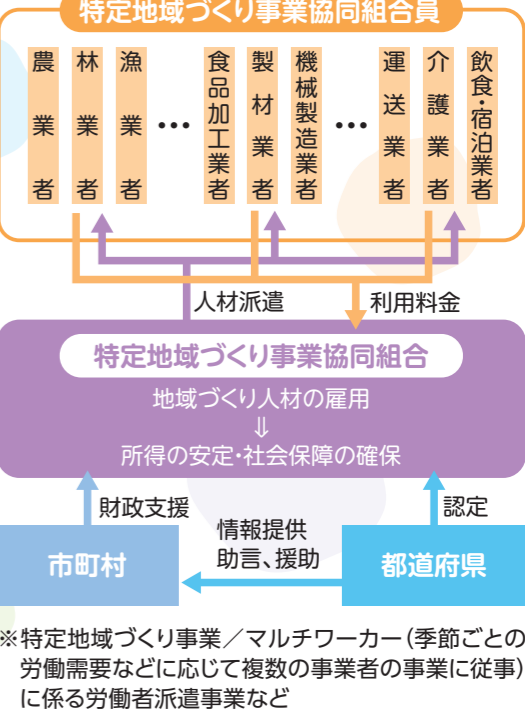 特定地域づくり事業協同組合員
農業者
林業者
漁業者
…
食品加工業者
製材業者
機械製造業者
…
運送業者
介護業者
飲食・宿泊業者
人材派遣
利用料金
特定地域づくり事業協同組合
地域づくり人材の雇用
⇓
所得の安定・社会保障の確保
財政支援
認定
情報提供
助言、援助
市町村
都道府県
※特定地域づくり事業／マルチワーカー（季節ごとの
労働需要などに応じて複数の事業者の事業に従事）
に係る労働者派遣事業など